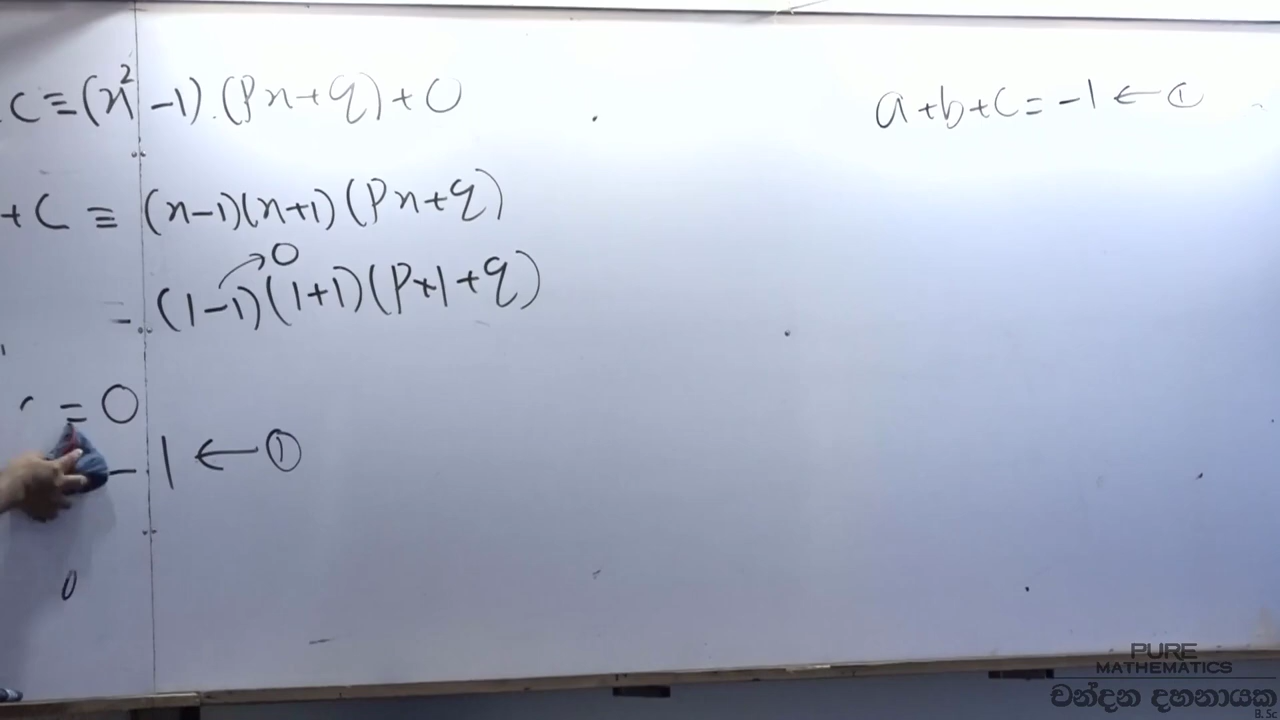 C ≡ (x² - 1).(Px + q) + 0
+ C ≡ (x-1)(x+1)(Px+q)
0
= (1-1)(1+1)(P×1+q)
= 0
- 1 ← ①
0
a+b+c = -1 ← ①
PURE
MATHEMATICS
චන්දන දහනායක
B.Sc